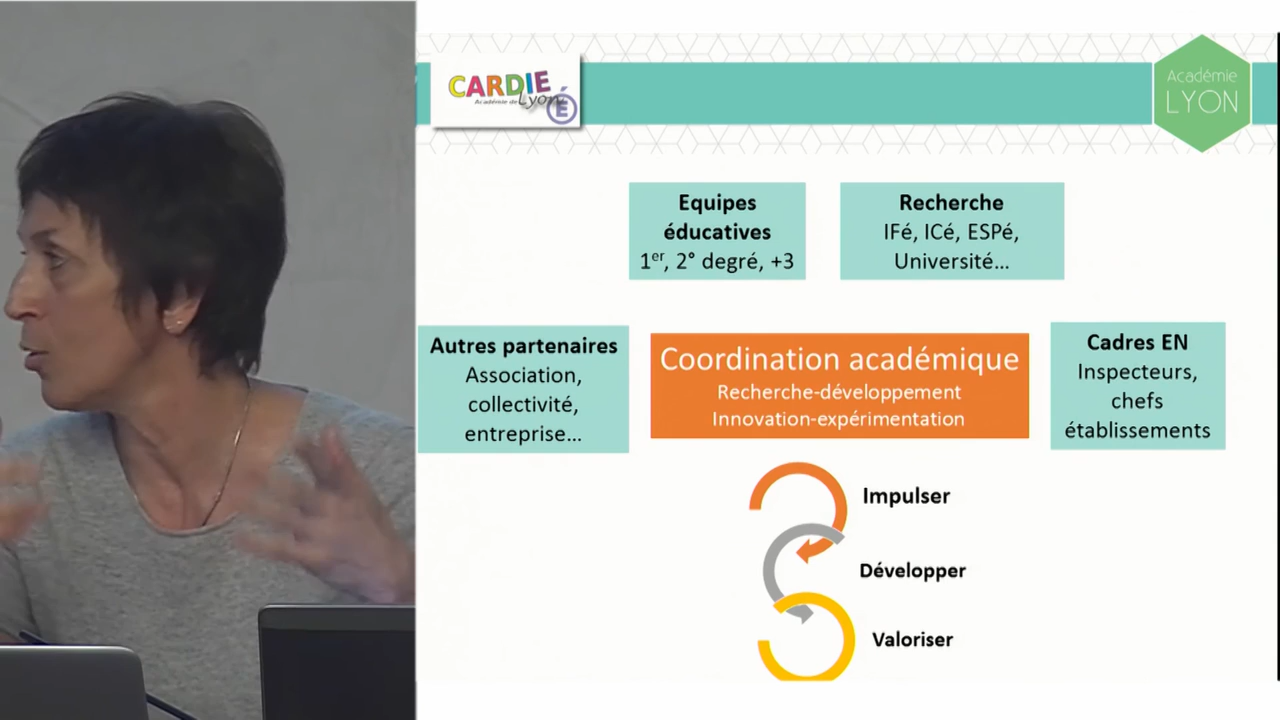 CARDIE
Académie de Lyon
É
Académie
LYON
Equipes
éducatives
1er, 2° degré, +3
Recherche
IFé, ICé, ESPé,
Université...
Autres partenaires
Association,
collectivité,
entreprise...
Coordination académique
Recherche-développement
Innovation-expérimentation
Cadres EN
Inspecteurs,
chefs
établissements
Impulser
Développer
Valoriser